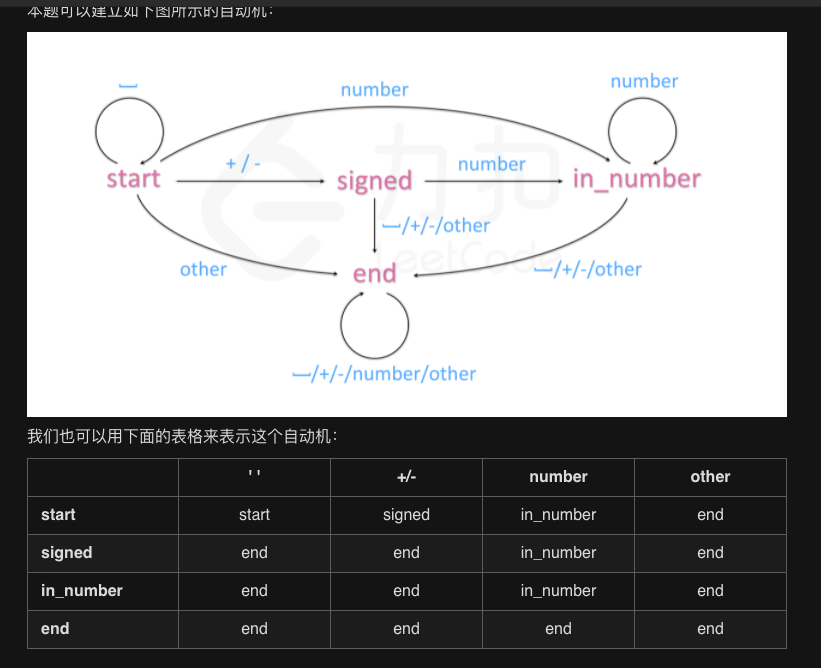 本题可以建立如下图所示的自动机：
number
number
+ / -
number
start
signed
in_number
⎵/+/-/other
other
end
⎵/+/-/other
⎵/+/-/number/other
力扣
LeetCode
我们也可以用下面的表格来表示这个自动机：
' ' +/- number other
start start signed in_number end
signed end end in_number end
in_number end end in_number end
end end end end end